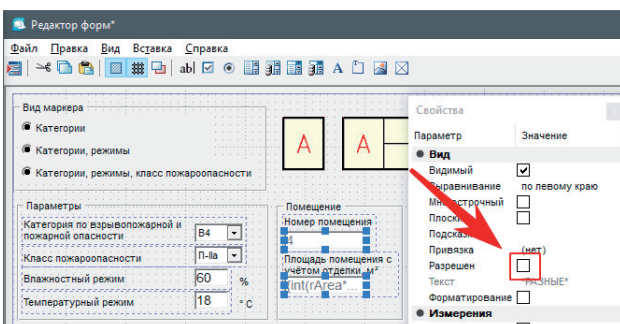 Редактор форм*
Файл Правка Вид Вставка Справка
abl
A
Вид маркера
Категории
Категории, режимы
Категории, режимы, класс пожароопасности
A
A
Параметры
Категория по взрывопожарной и
пожарной опасности
В4
Класс пожароопасности
П-IIa
Влажностный режим
60 %
Температурный режим
18 ° C
Помещение
Номер помещения
Площадь помещения с
учётом отделки, м²
{int(rArea*...
Свойства
Параметр Значение
Вид
Видимый
Выравнивание по левому краю
Многострочный
Привязка (нет)
Разрешен
Текст *РАЗНЫЕ*
Форматирование
Измерения